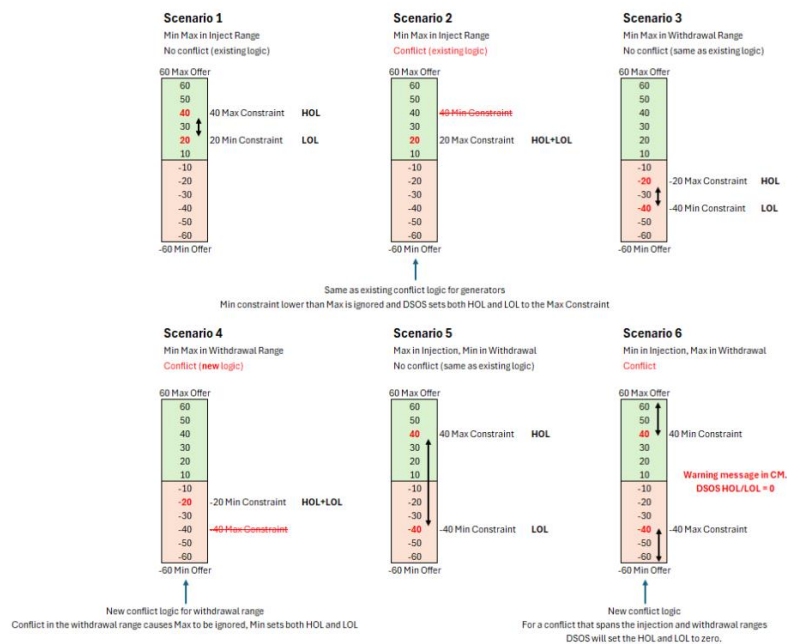 Scenario 1
Min Max in Inject Range
No conflict (existing logic)
60 Max Offer
60
50
40
30
20
10
-10
-20
-30
-40
-50
-60
-60 Min Offer
40 Max Constraint HOL
20 Min Constraint LOL
Scenario 2
Min Max in Inject Range
Conflict (existing logic)
60 Max Offer
60
50
40
30
20
10
-10
-20
-30
-40
-50
-60
-60 Min Offer
40 Min Constraint
20 Max Constraint HOL+LOL
Same as existing conflict logic for generators
Min constraint lower than Max is ignored and DSOS sets both HOL and LOL to the Max Constraint
Scenario 3
Min Max in Withdrawal Range
No conflict (same as existing logic)
60 Max Offer
60
50
40
30
20
10
-10
-20
-30
-40
-50
-60
-60 Min Offer
-20 Max Constraint HOL
-40 Min Constraint LOL
Scenario 4
Min Max in Withdrawal Range
Conflict (new logic)
60 Max Offer
60
50
40
30
20
10
-10
-20
-30
-40
-50
-60
-60 Min Offer
-20 Min Constraint HOL+LOL
-40 Max Constraint
New conflict logic for withdrawal range
Conflict in the withdrawal range causes Max to be ignored, Min sets both HOL and LOL
Scenario 5
Max in Injection, Min in Withdrawal
No conflict (same as existing logic)
60 Max Offer
60
50
40
30
20
10
-10
-20
-30
-40
-50
-60
-60 Min Offer
40 Max Constraint HOL
-40 Min Constraint LOL
Scenario 6
Min in Injection, Max in Withdrawal
Conflict
60 Max Offer
60
50
40
30
20
10
-10
-20
-30
-40
-50
-60
-60 Min Offer
40 Min Constraint
Warning message in CM.
DSOS HOL/LOL = 0
-40 Max Constraint
New conflict logic
For a conflict that spans the injection and withdrawal ranges
DSOS will set the HOL and LOL to zero.